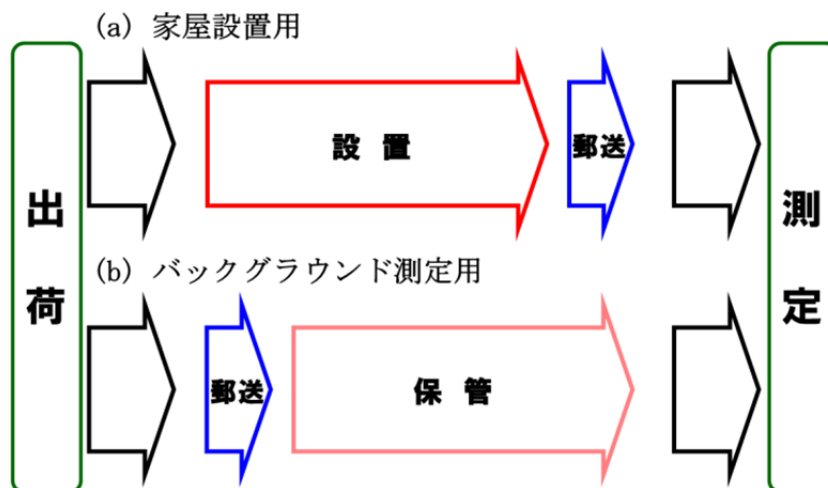 (a) 家屋設置用
出荷
設 置
郵送
測定
(b) バックグラウンド測定用
郵送
保 管